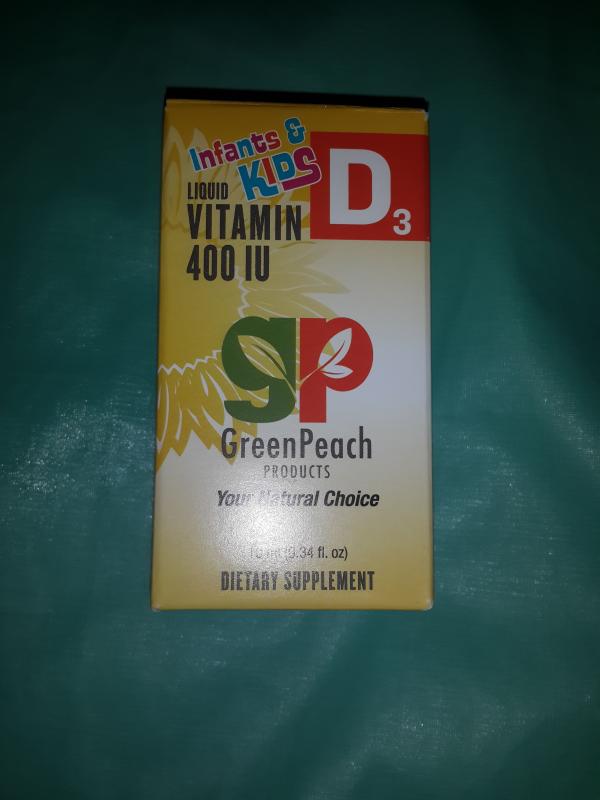 Infants &
KIDS
LIQUID
VITAMIN
400 IU
D3
gp
GreenPeach
PRODUCTS
Your Natural Choice
(0.34 fl. oz)
DIETARY SUPPLEMENT